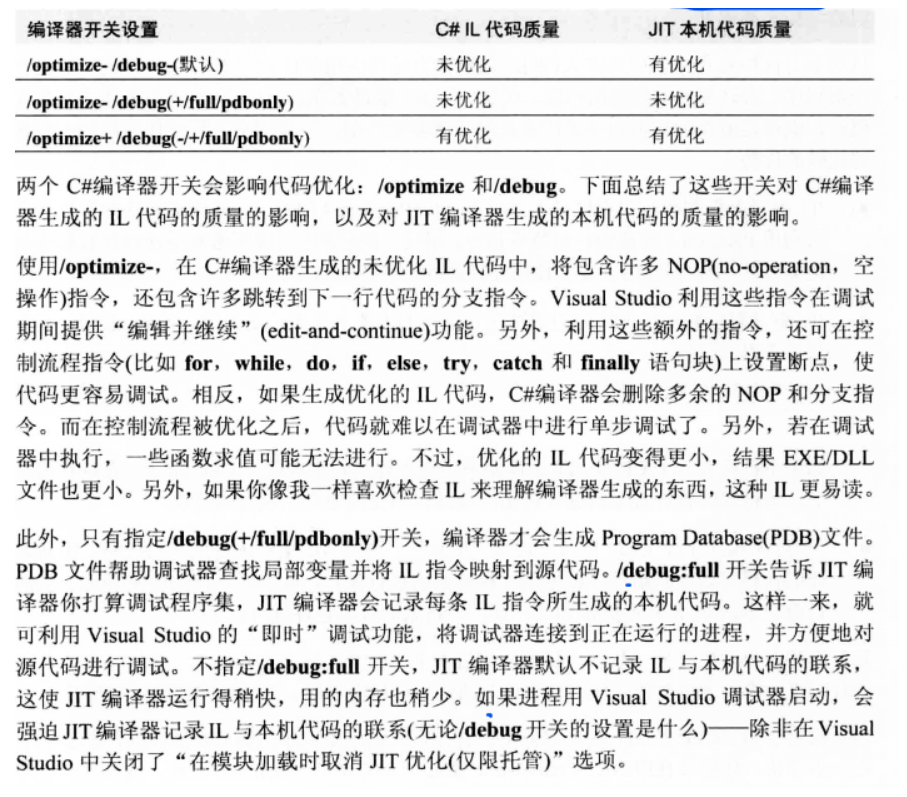 编译器开关设置 C# IL 代码质量 JIT 本机代码质量
/optimize- /debug-(默认) 未优化 有优化
/optimize- /debug(+/full/pdbonly) 未优化 未优化
/optimize+ /debug(-/+/full/pdbonly) 有优化 有优化
两个 C#编译器开关会影响代码优化：/optimize 和/debug。下面总结了这些开关对 C#编译
器生成的 IL 代码的质量的影响，以及对 JIT 编译器生成的本机代码的质量的影响。
使用/optimize-，在 C#编译器生成的未优化 IL 代码中，将包含许多 NOP(no-operation，空
操作)指令，还包含许多跳转到下一行代码的分支指令。Visual Studio 利用这些指令在调试
期间提供“编辑并继续”(edit-and-continue)功能。另外，利用这些额外的指令，还可在控
制流程指令(比如 for，while，do，if，else，try，catch 和 finally 语句块)上设置断点，使
代码更容易调试。相反，如果生成优化的 IL 代码，C#编译器会删除多余的 NOP 和分支指
令。而在控制流程被优化之后，代码就难以在调试器中进行单步调试了。另外，若在调试
器中执行，一些函数求值可能无法进行。不过，优化的 IL 代码变得更小，结果 EXE/DLL
文件也更小。另外，如果你像我一样喜欢检查 IL 来理解编译器生成的东西，这种 IL 更易读。
此外，只有指定/debug(+/full/pdbonly)开关，编译器才会生成 Program Database(PDB)文件。
PDB 文件帮助调试器查找局部变量并将 IL 指令映射到源代码。/debug:full 开关告诉 JIT 编
译器你打算调试程序集，JIT 编译器会记录每条 IL 指令所生成的本机代码。这样一来，就
可利用 Visual Studio 的“即时”调试功能，将调试器连接到正在运行的进程，并方便地对
源代码进行调试。不指定/debug:full 开关，JIT 编译器默认不记录 IL 与本机代码的联系，
这使 JIT 编译器运行得稍快，用的内存也稍少。如果进程用 Visual Studio 调试器启动，会
强迫 JIT 编译器记录 IL 与本机代码的联系(无论/debug 开关的设置是什么)——除非在 Visual
Studio 中关闭了“在模块加载时取消 JIT 优化(仅限托管)”选项。